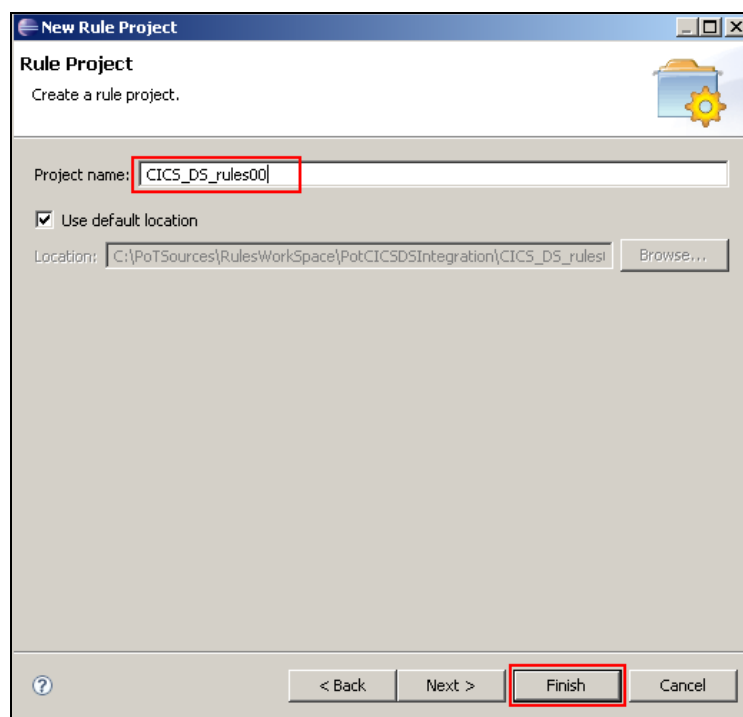 New Rule Project
Rule Project
Create a rule project.
Project name: CICS_DS_rules00
Use default location
Location: C:\PoTSources\RulesWorkSpace\PotCICSDSIntegration\CICS_DS_rules Browse...
< Back Next > Finish Cancel